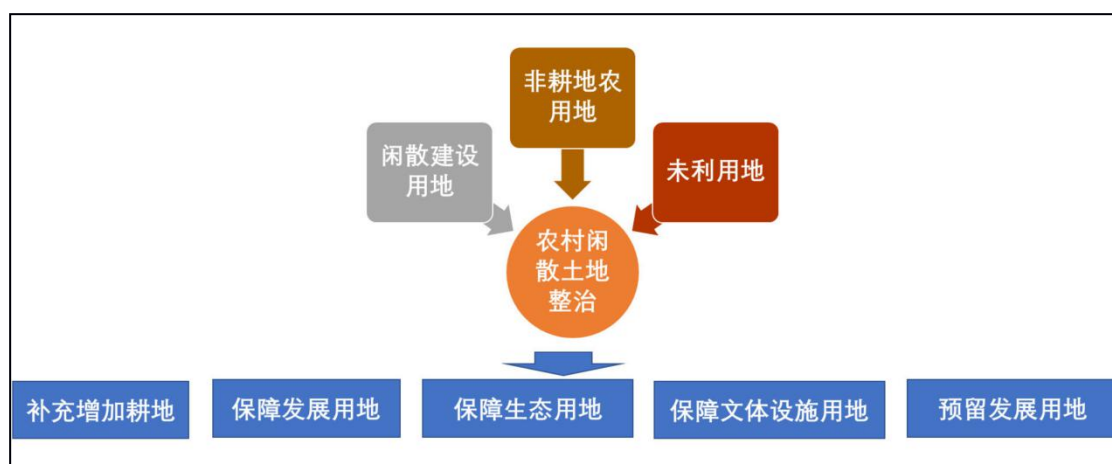 非耕地农
用地
闲散建设
用地
未利用地
农村闲
散土地
整治
补充增加耕地
保障发展用地
保障生态用地
保障文体设施用地
预留发展用地